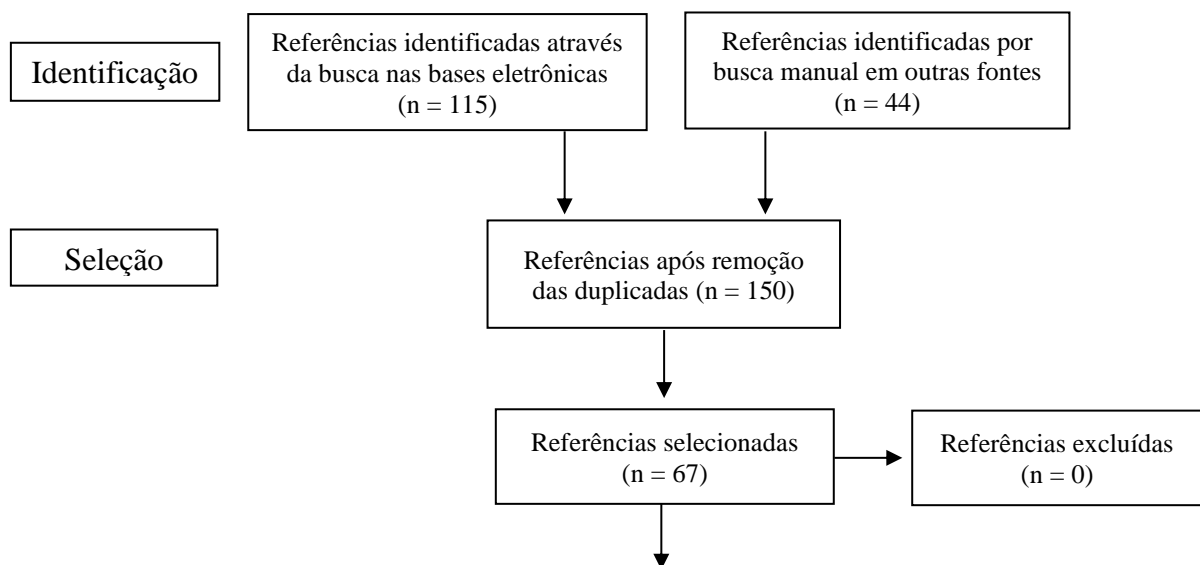 Identificação
Referências identificadas através
da busca nas bases eletrônicas
(n = 115)
Referências identificadas por
busca manual em outras fontes
(n = 44)
Seleção
Referências após remoção
das duplicadas (n = 150)
Referências selecionadas
(n = 67)
Referências excluídas
(n = 0)